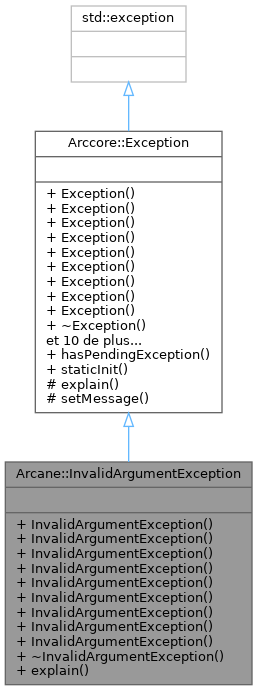 std::exception
Arccore::Exception
+ Exception()
+ Exception()
+ Exception()
+ Exception()
+ Exception()
+ Exception()
+ Exception()
+ Exception()
+ Exception()
+ ~Exception()
et 10 de plus...
+ hasPendingException()
+ staticInit()
# explain()
# setMessage()
Arcane::InvalidArgumentException
+ InvalidArgumentException()
+ InvalidArgumentException()
+ InvalidArgumentException()
+ InvalidArgumentException()
+ InvalidArgumentException()
+ InvalidArgumentException()
+ InvalidArgumentException()
+ InvalidArgumentException()
+ InvalidArgumentException()
+ ~InvalidArgumentException()
+ explain()